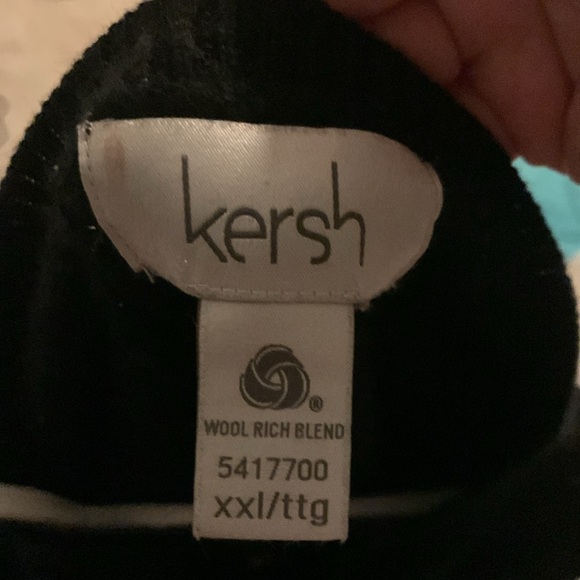 kersh
®
WOOL RICH BLEND
5417700
xxl/ttg